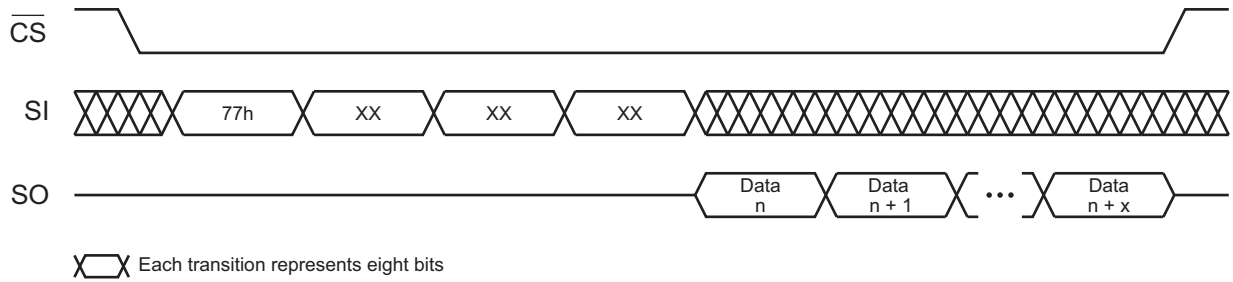 CS
SI
77h
XX
XX
XX
SO
Data
n
Data
n + 1
•••
Data
n + x
Each transition represents eight bits